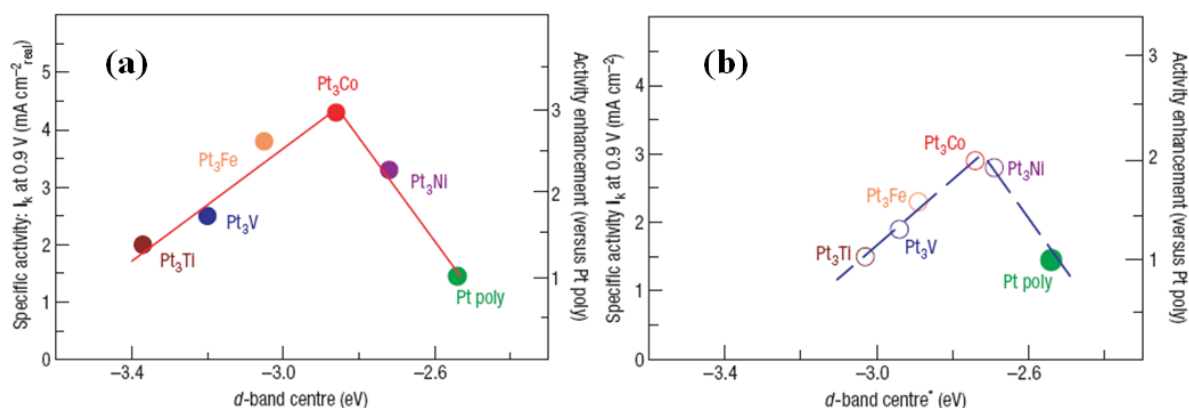 (a)
Specific activity: Iₖ at 0.9 V (mA cm⁻²real)
5
4
3
2
1
0
Pt₃Co
Pt₃Fe
Pt₃Ni
Pt₃V
Pt₃Ti
Pt poly
3
2
1
Activity enhancement (versus Pt poly)
−3.4
−3.0
−2.6
d-band centre (eV)
(b)
Specific activity Iₖ at 0.9 V (mA cm⁻²)
4
3
2
1
0
Pt₃Co
Pt₃Ni
Pt₃Fe
Pt₃V
Pt₃Ti
Pt poly
3
2
1
Activity enhancement (versus Pt poly)
−3.4
−3.0
−2.6
d-band centre* (eV)